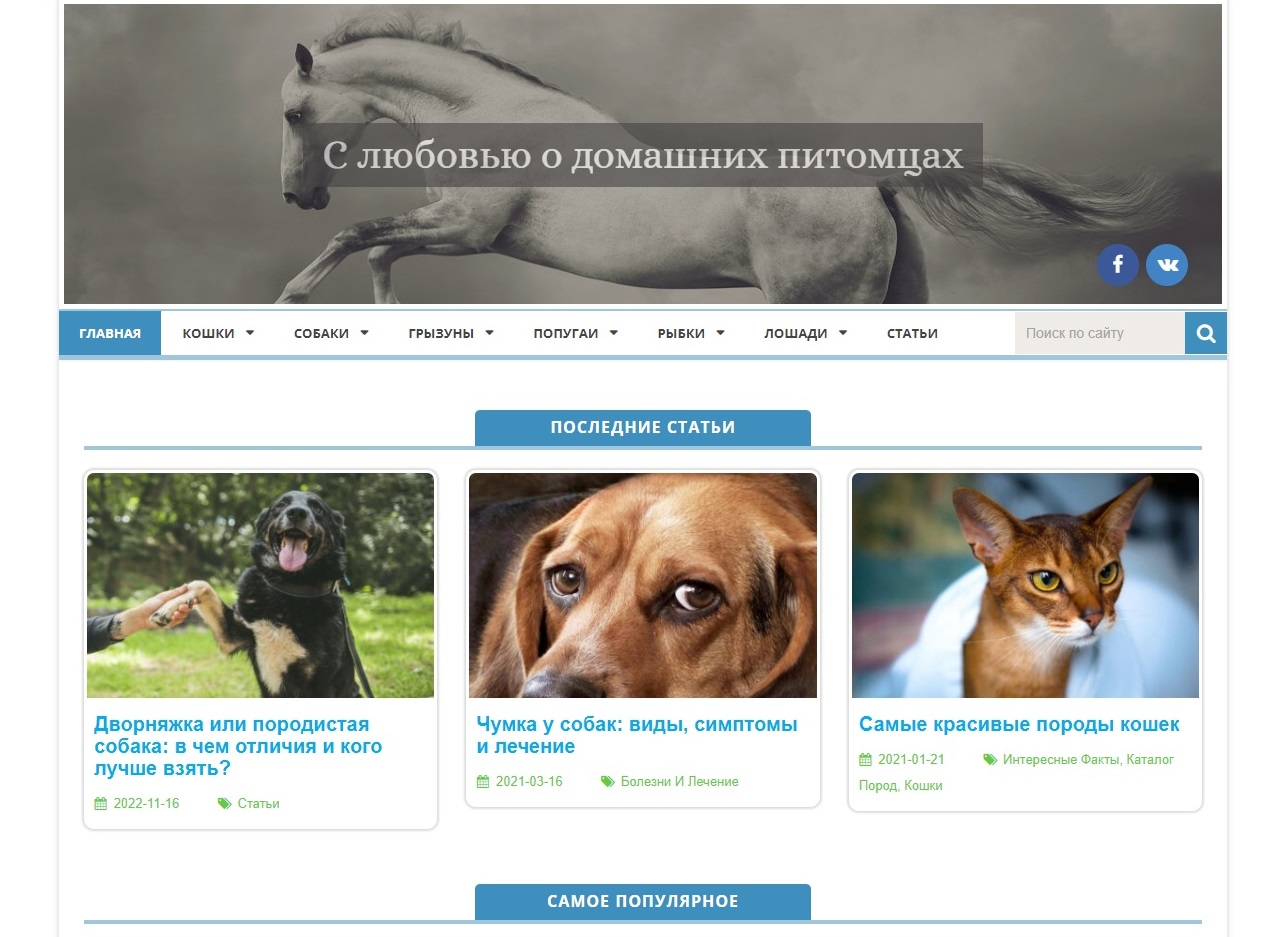 С любовью о домашних питомцах
ГЛАВНАЯ КОШКИ СОБАКИ ГРЫЗУНЫ ПОПУГАИ РЫБКИ ЛОШАДИ СТАТЬИ Поиск по сайту
ПОСЛЕДНИЕ СТАТЬИ
Дворняжка или породистая
собака: в чем отличия и кого
лучше взять?
2022-11-16 Статьи
Чумка у собак: виды, симптомы
и лечение
2021-03-16 Болезни И Лечение
Самые красивые породы кошек
2021-01-21 Интересные Факты, Каталог
Пород, Кошки
САМОЕ ПОПУЛЯРНОЕ